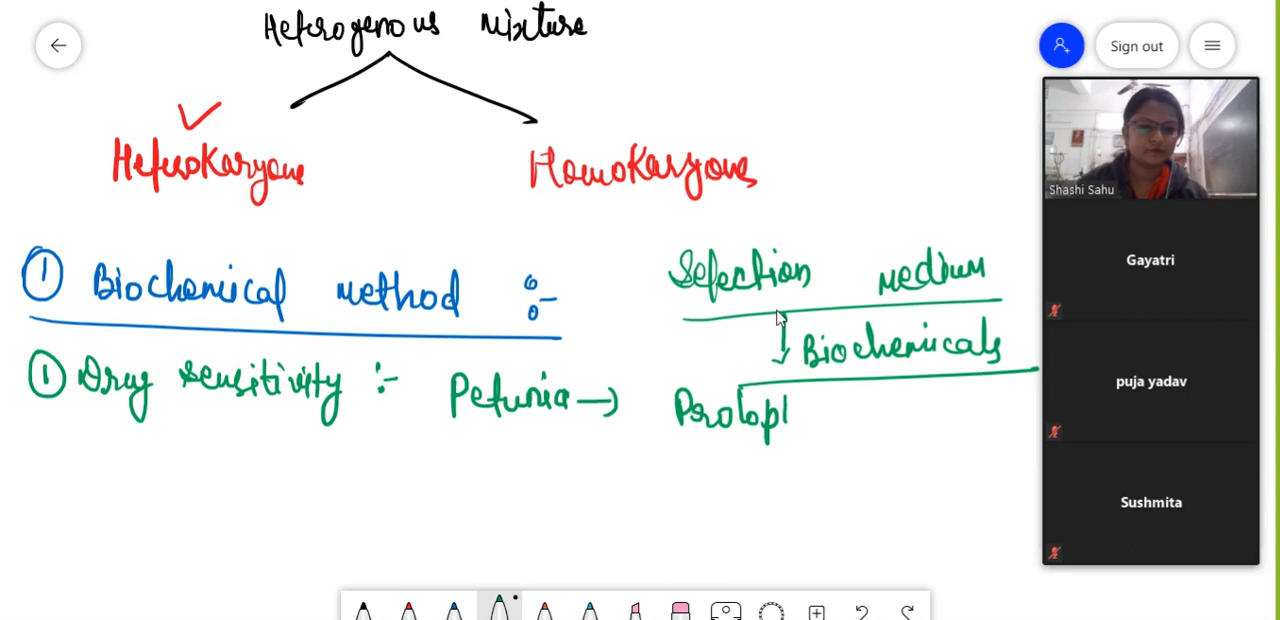 Heterogenous Mixture
Sign out
Heterokaryons
Homokaryons
Shashi Sahu
Gayatri
① Biochemical method :-
Selection medium
↓ Biochemicals
① Drug sensitivity :- Petunia → Protopl
puja yadav
Sushmita